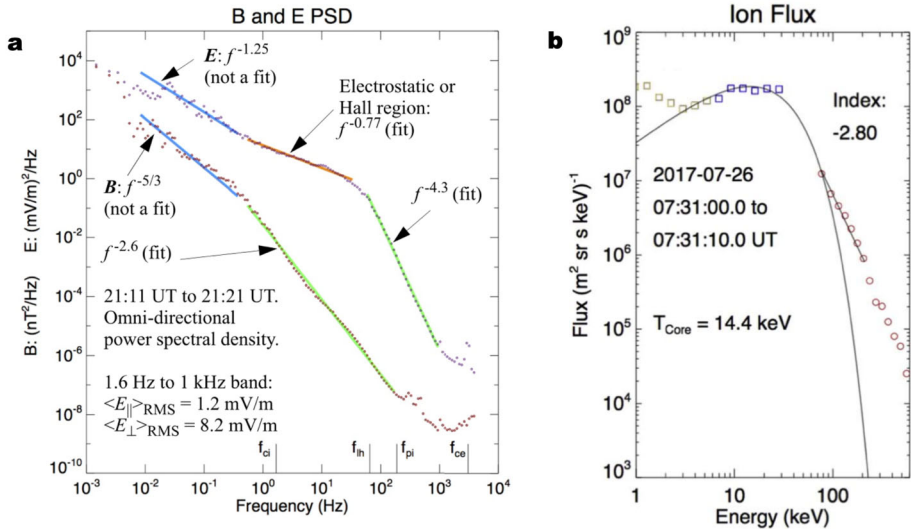 B and E PSD
a
E: f^-1.25
(not a fit)
Electrostatic or
Hall region:
f^-0.77 (fit)
B: f^-5/3
(not a fit)
f^-4.3 (fit)
f^-2.6 (fit)
21:11 UT to 21:21 UT.
Omni-directional
power spectral density.
1.6 Hz to 1 kHz band:
<E_||>_RMS = 1.2 mV/m
<E_⊥>_RMS = 8.2 mV/m
f_ci
f_lh
f_pi
f_ce
B: (nT^2/Hz)
E: (mV/m)^2/Hz
10^4
10^2
10^0
10^-2
10^-4
10^-6
10^-8
10^-10
10^-3
10^-2
10^-1
10^0
10^1
10^2
10^3
10^4
Frequency (Hz)
Ion Flux
b
Index:
-2.80
2017-07-26
07:31:00.0 to
07:31:10.0 UT
T_Core = 14.4 keV
Flux (m^2 sr s keV)^-1
10^9
10^8
10^7
10^6
10^5
10^4
10^3
1
10
100
Energy (keV)